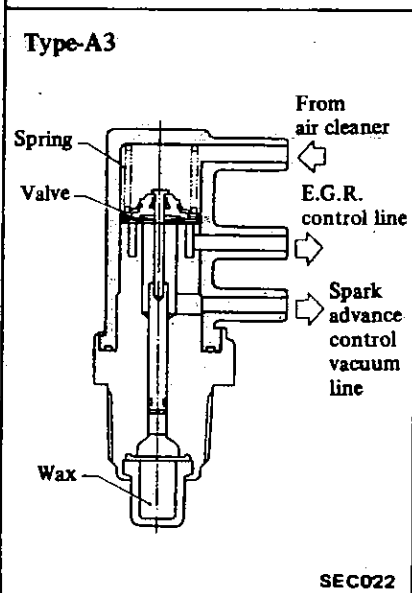 Type-A3
From
air cleaner
Spring
E.G.R.
control line
Valve
Spark
advance
control
vacuum
line
Wax
SEC022